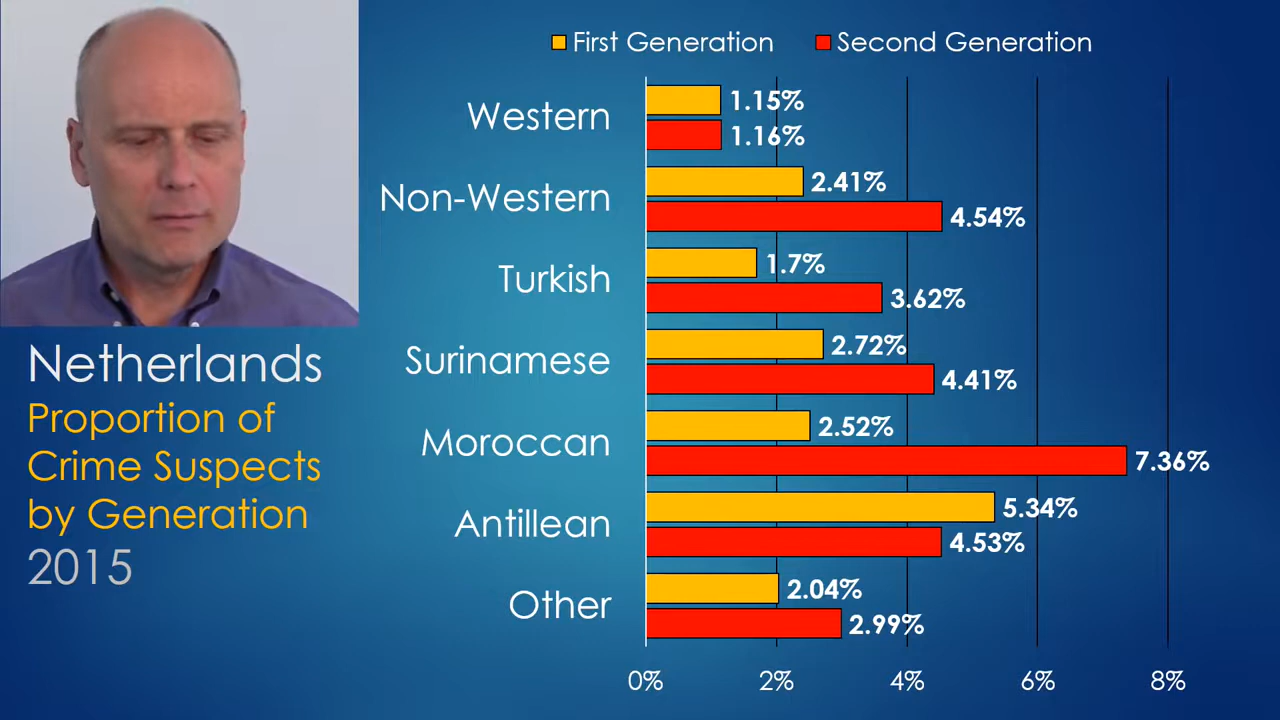 First Generation Second Generation
Western 1.15%
1.16%
Non-Western 2.41%
4.54%
Turkish 1.7%
3.62%
Surinamese 2.72%
4.41%
Moroccan 2.52%
7.36%
Antillean 5.34%
4.53%
Other 2.04%
2.99%
0% 2% 4% 6% 8%
Netherlands
Proportion of
Crime Suspects
by Generation
2015